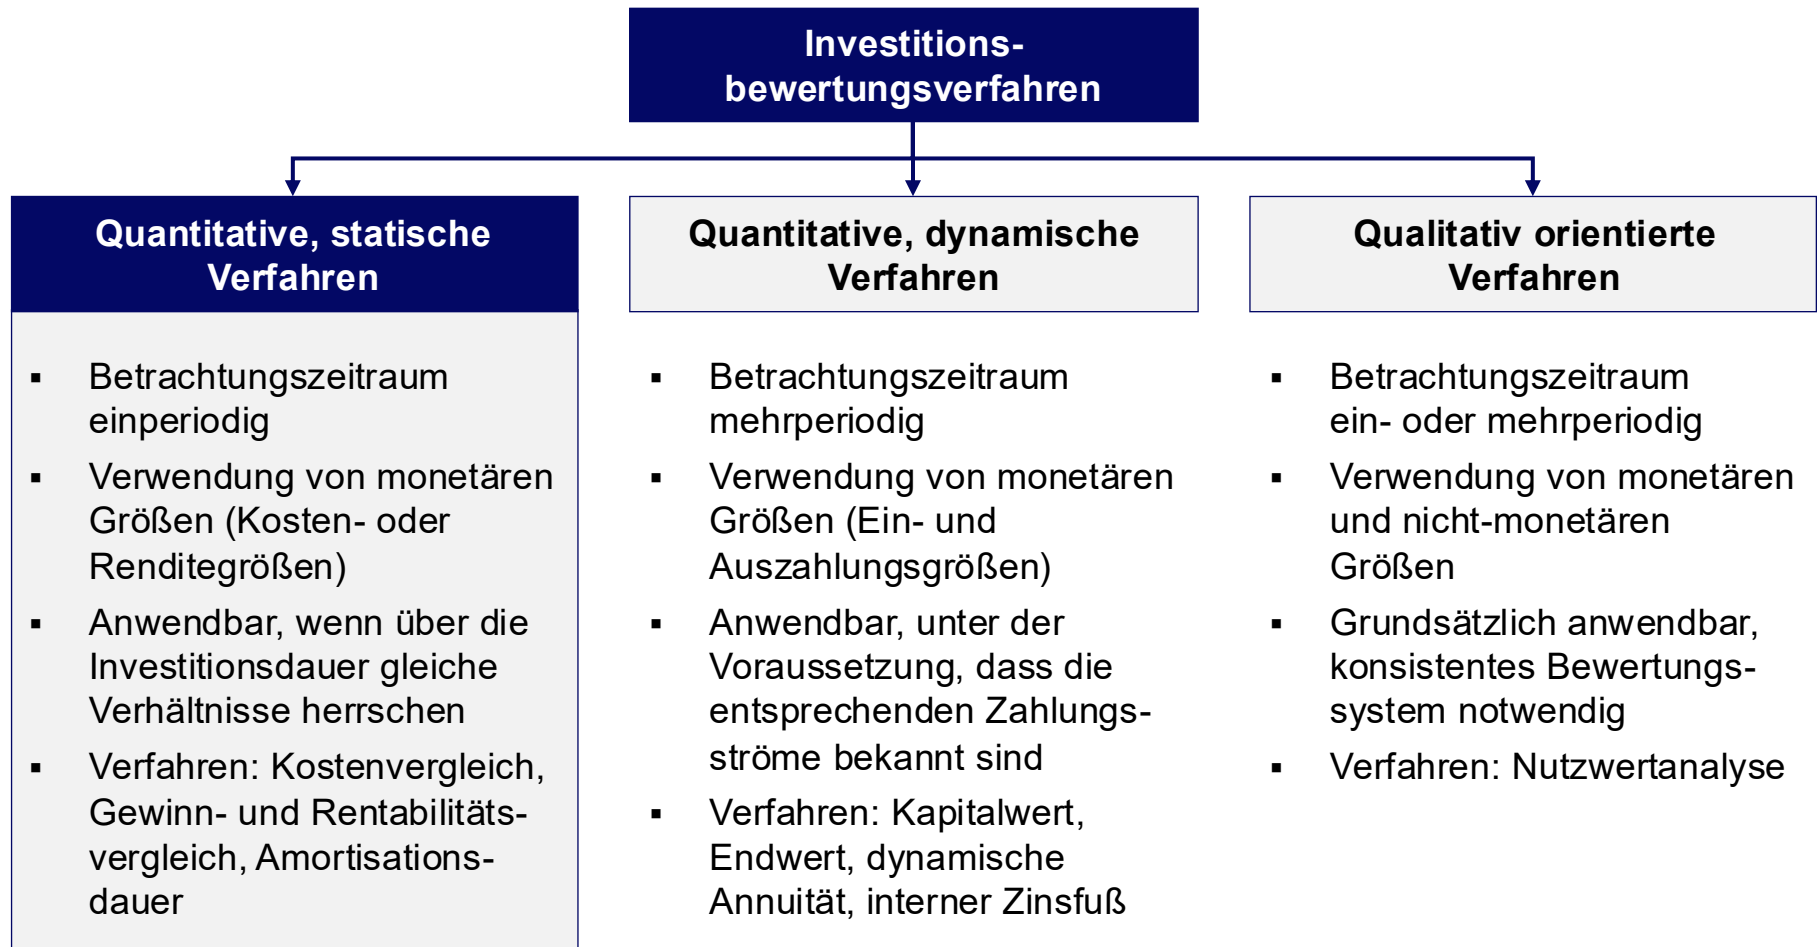 Investitions-
bewertungsverfahren
Quantitative, statische
Verfahren
▪ Betrachtungszeitraum
einperiodig
▪ Verwendung von monetären
Größen (Kosten- oder
Renditegrößen)
▪ Anwendbar, wenn über die
Investitionsdauer gleiche
Verhältnisse herrschen
▪ Verfahren: Kostenvergleich,
Gewinn- und Rentabilitäts-
vergleich, Amortisations-
dauer
Quantitative, dynamische
Verfahren
▪ Betrachtungszeitraum
mehrperiodig
▪ Verwendung von monetären
Größen (Ein- und
Auszahlungsgrößen)
▪ Anwendbar, unter der
Voraussetzung, dass die
entsprechenden Zahlungs-
ströme bekannt sind
▪ Verfahren: Kapitalwert,
Endwert, dynamische
Annuität, interner Zinsfuß
Qualitativ orientierte
Verfahren
▪ Betrachtungszeitraum
ein- oder mehrperiodig
▪ Verwendung von monetären
und nicht-monetären
Größen
▪ Grundsätzlich anwendbar,
konsistentes Bewertungs-
system notwendig
▪ Verfahren: Nutzwertanalyse